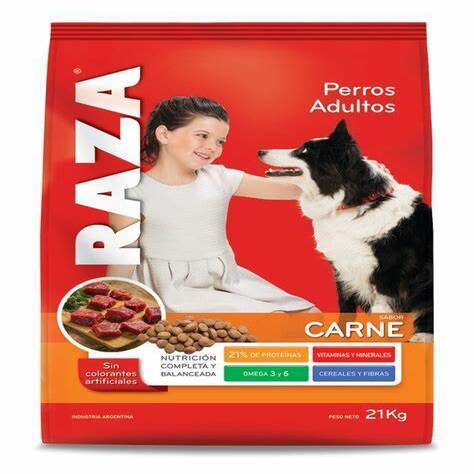 RAZA®
Perros
Adultos
SABOR
CARNE
Sin
colorantes
artificiales
NUTRICIÓN
COMPLETA Y
BALANCEADA
21% DE PROTEÍNAS
VITAMINAS Y MINERALES
OMEGA 3 y 6
CEREALES Y FIBRAS
INDUSTRIA ARGENTINA
PESO NETO 21Kg